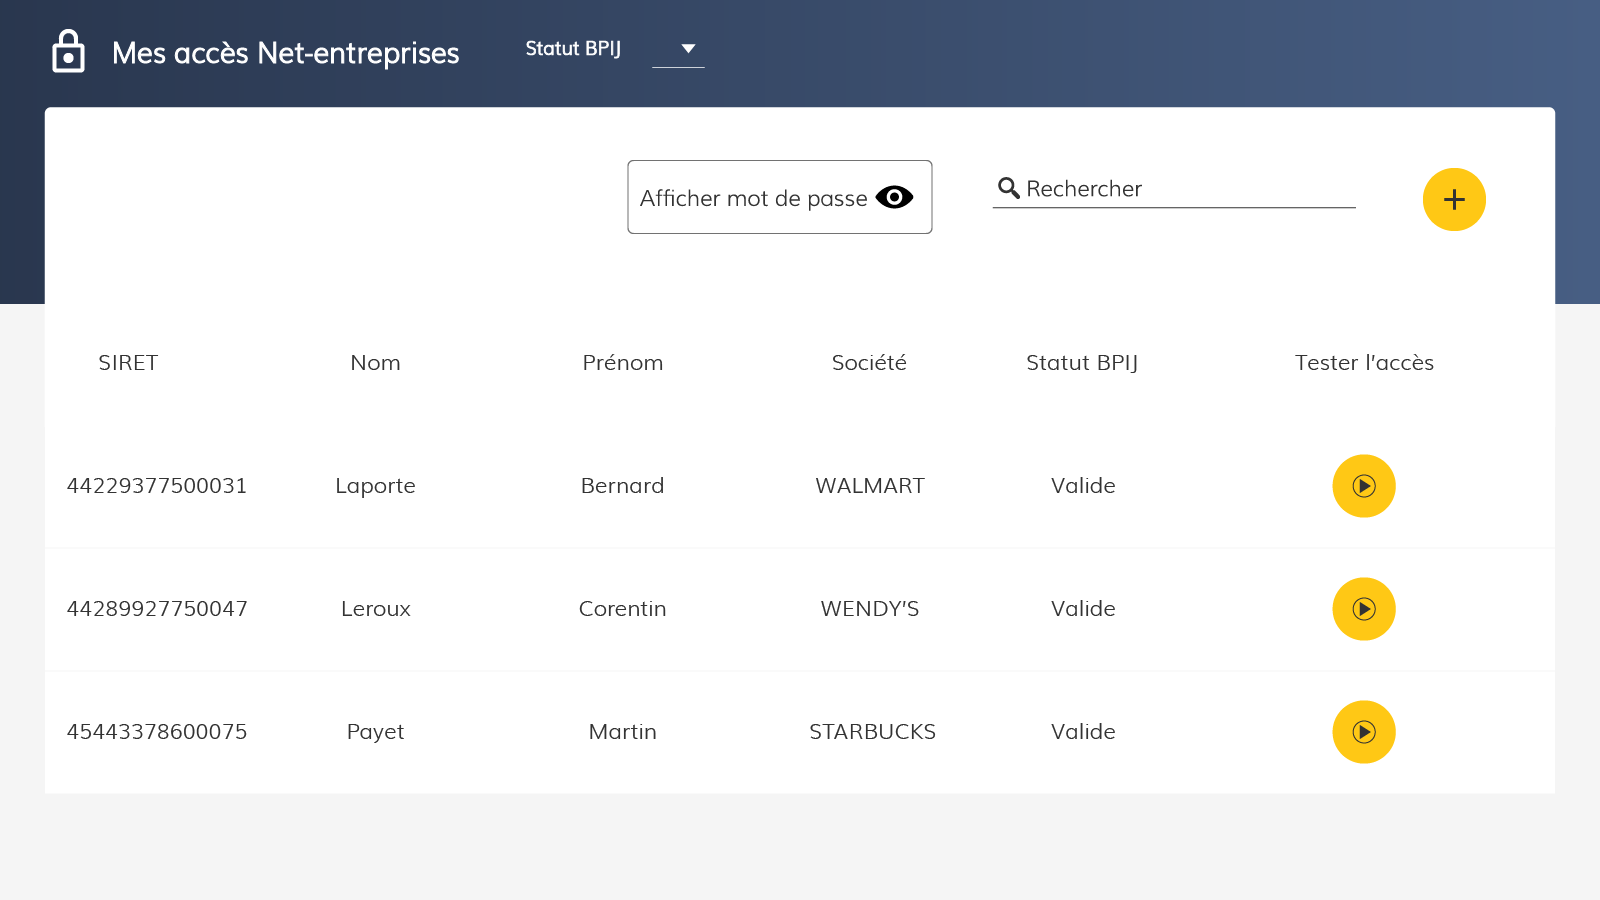 Mes accès Net-entreprises
Statut BPIJ
Afficher mot de passe
Rechercher
SIRET Nom Prénom Société Statut BPIJ Tester l'accès
44229377500031 Laporte Bernard WALMART Valide
44289927750047 Leroux Corentin WENDY'S Valide
45443378600075 Payet Martin STARBUCKS Valide